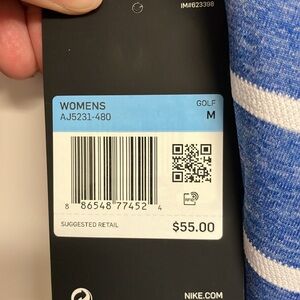 IM#623398
WOMENS
AJ5231-480
GOLF
M
8 86548 77452 4
SUGGESTED RETAIL
$55.00
NIKE.COM